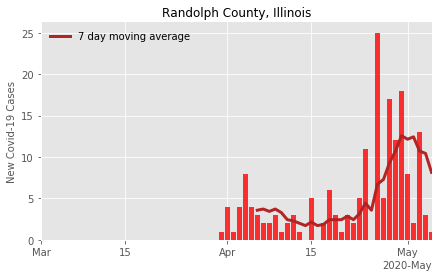 Randolph County, Illinois
7 day moving average
New Covid-19 Cases
25
20
15
10
5
0
Mar
15
Apr
15
May
2020-May